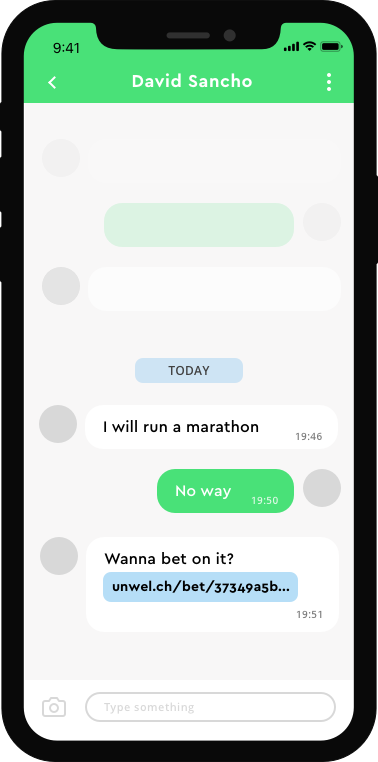 9:41
David Sancho
TODAY
I will run a marathon
19:46
No way
19:50
Wanna bet on it?
unwel.ch/bet/37349a5b...
19:51
Type something